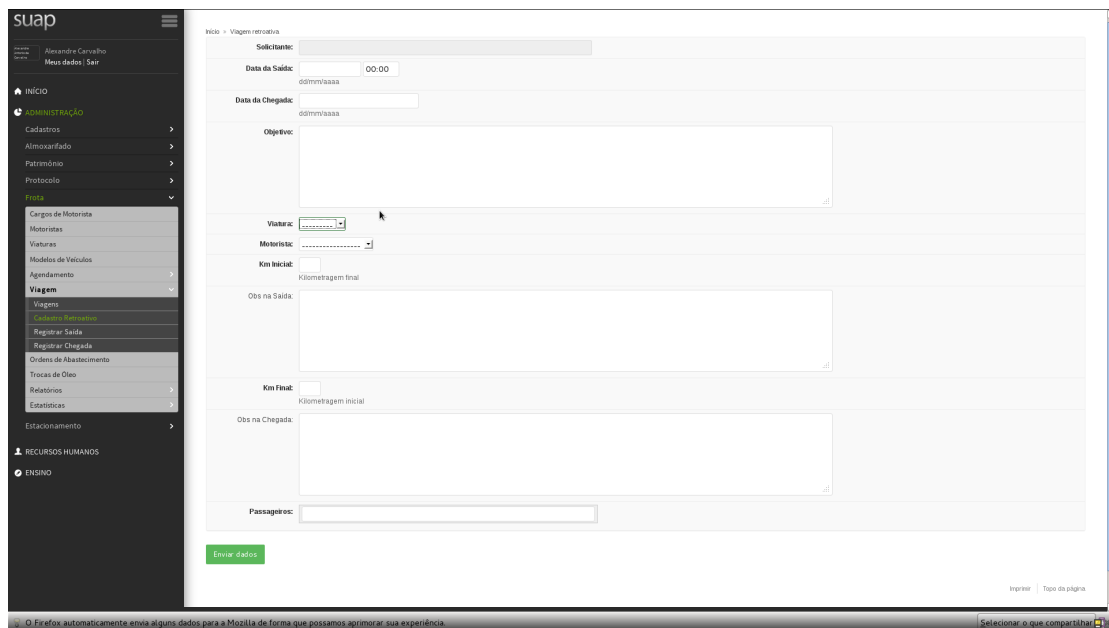 suap
Alexandre Carvalho
Meus dados | Sair
INÍCIO
ADMINISTRAÇÃO
Cadastros
Almoxarifado
Patrimônio
Protocolo
Frota
Cargos de Motorista
Motoristas
Viaturas
Modelos de Veículos
Agendamento
Viagem
Viagens
Cadastro Retroativo
Registrar Saída
Registrar Chegada
Ordens de Abastecimento
Trocas de Óleo
Relatórios
Estatísticas
Estacionamento
RECURSOS HUMANOS
ENSINO
Início » Viagem retroativa
Solicitante:
Data da Saída: 00:00
dd/mm/aaaa
Data da Chegada:
dd/mm/aaaa
Objetivo:
Viatura: ---------
Motorista: ----------------
Km Inicial:
Kilometragem final
Obs na Saída:
Km Final:
Kilometragem inicial
Obs na Chegada:
Passageiros:
Enviar dados
Imprimir Topo da página
O Firefox automaticamente envia alguns dados para a Mozilla de forma que possamos aprimorar sua experiência. Selecionar o que compartilhar